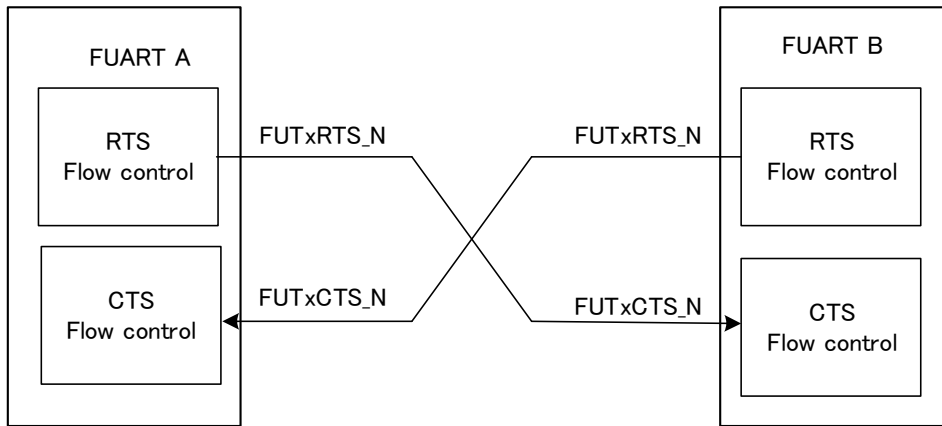 FUART A
RTS
Flow control
CTS
Flow control
FUTxRTS_N
FUTxCTS_N
FUTxRTS_N
FUTxCTS_N
FUART B
RTS
Flow control
CTS
Flow control